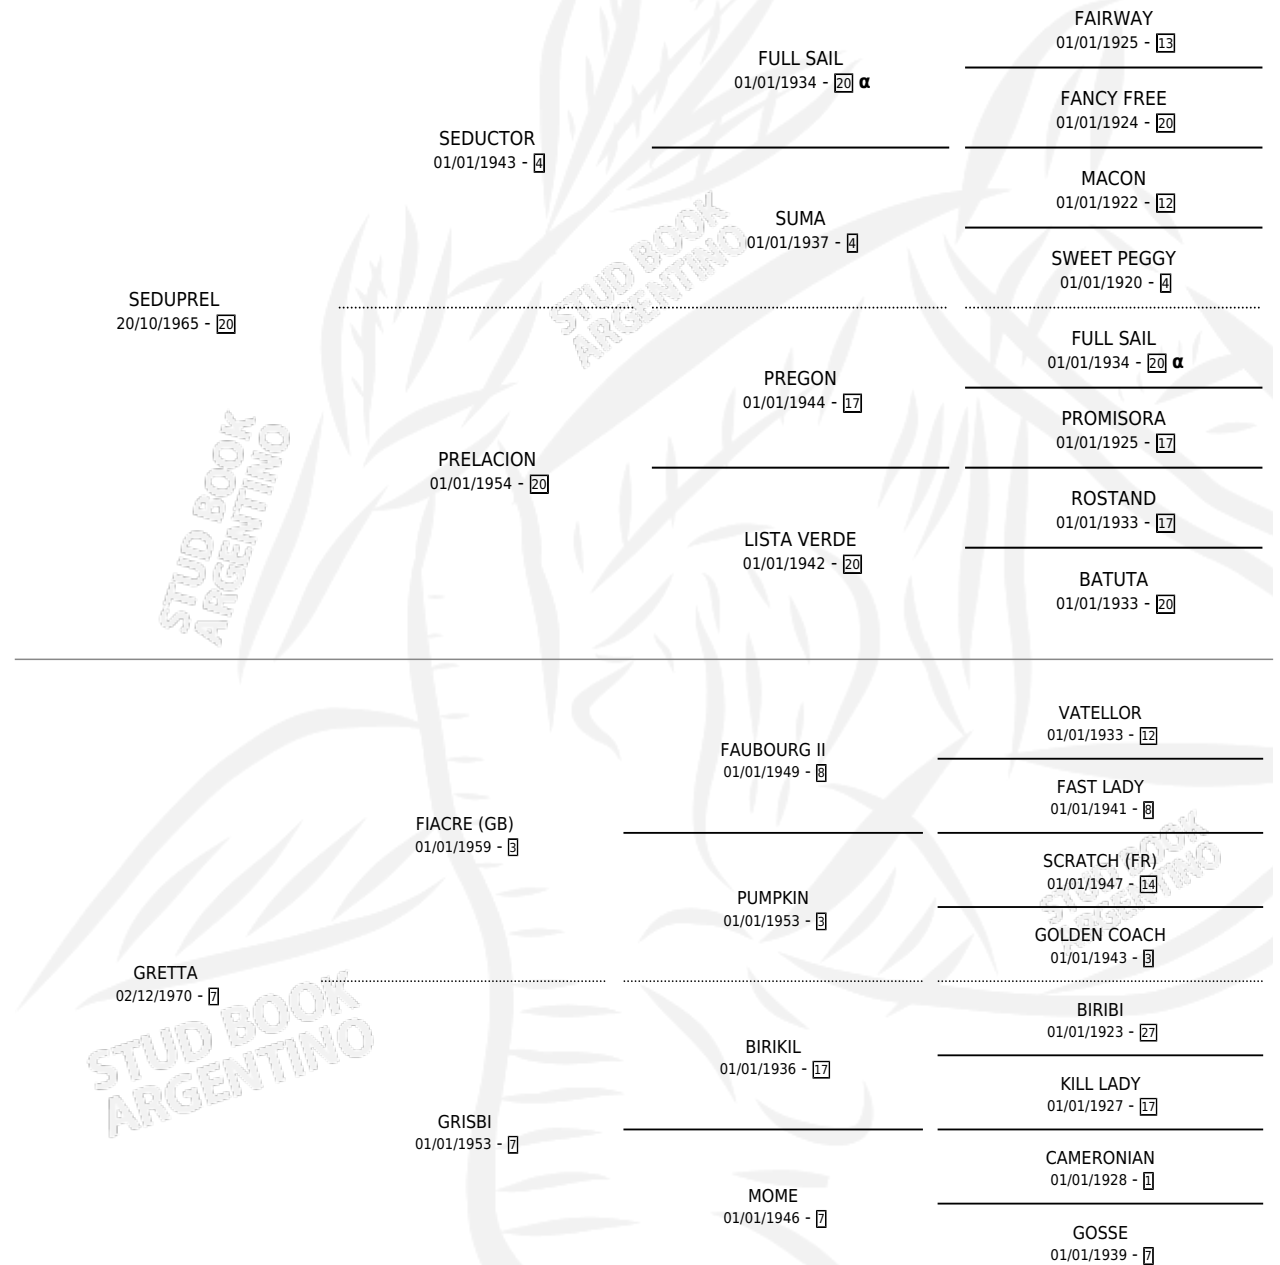 SEDUPREL
20/10/1965 - 20
SEDUCTOR
01/01/1943 - 4
PRELACION
01/01/1954 - 20
FULL SAIL
01/01/1934 - 20 α
SUMA
01/01/1937 - 4
PREGON
01/01/1944 - 17
LISTA VERDE
01/01/1942 - 20
FAIRWAY
01/01/1925 - 13
FANCY FREE
01/01/1924 - 20
MACON
01/01/1922 - 12
SWEET PEGGY
01/01/1920 - 4
FULL SAIL
01/01/1934 - 20 α
PROMISORA
01/01/1925 - 17
ROSTAND
01/01/1933 - 17
BATUTA
01/01/1933 - 20
GRETTA
02/12/1970 - 7
FIACRE (GB)
01/01/1959 - 3
GRISBI
01/01/1953 - 7
FAUBOURG II
01/01/1949 - 8
PUMPKIN
01/01/1953 - 3
BIRIKIL
01/01/1936 - 17
MOME
01/01/1946 - 7
VATELLOR
01/01/1933 - 12
FAST LADY
01/01/1941 - 8
SCRATCH (FR)
01/01/1947 - 14
GOLDEN COACH
01/01/1943 - 3
BIRIBI
01/01/1923 - 27
KILL LADY
01/01/1927 - 17
CAMERONIAN
01/01/1928 - 1
GOSSE
01/01/1939 - 7
STUD BOOK
ARGENTINO
STUD BOOK
ARGENTINO
STUD BOOK
ARGENTINO
STUD BOOK
ARGENTINO